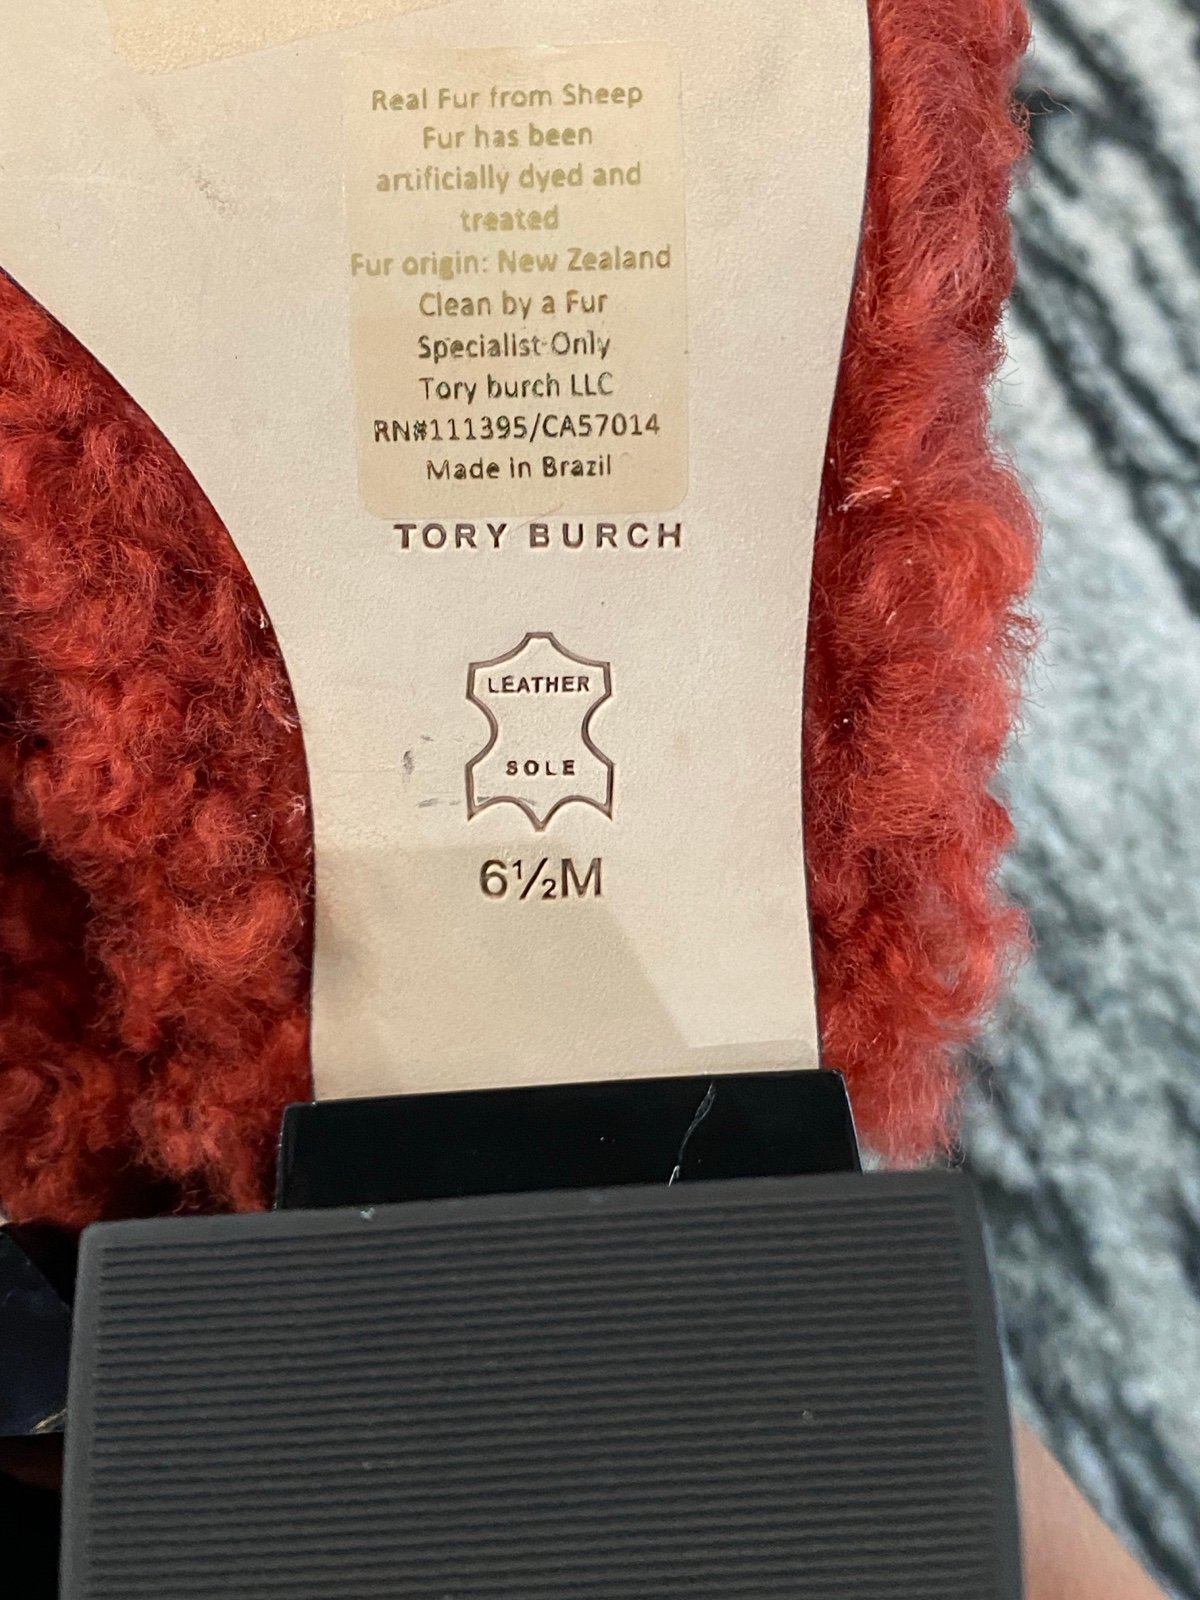 Real Fur from Sheep
Fur has been
artificially dyed and
treated
Fur origin: New Zealand
Clean by a Fur
Specialist Only
Tory burch LLC
RN#111395/CA57014
Made in Brazil
TORY BURCH
LEATHER
SOLE
6½M